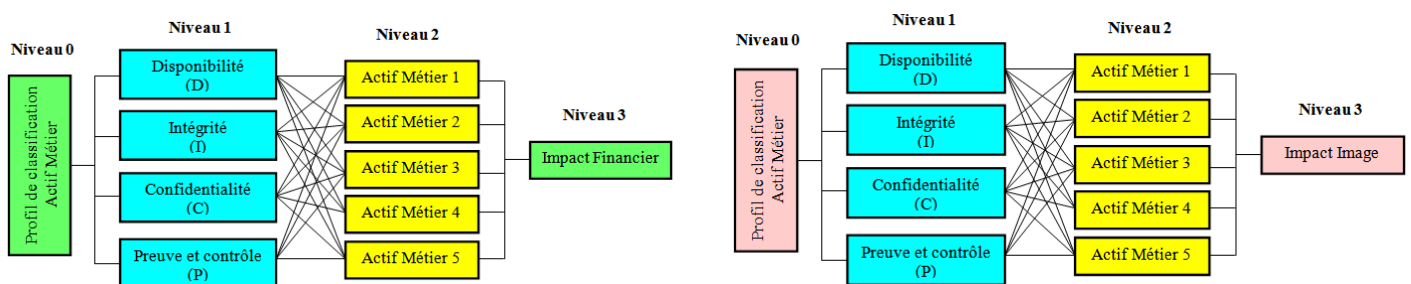 Niveau 0
Niveau 1
Niveau 2
Niveau 3
Profil de classification
Actif Métier
Disponibilité
(D)
Intégrité
(I)
Confidentialité
(C)
Preuve et contrôle
(P)
Actif Métier 1
Actif Métier 2
Actif Métier 3
Actif Métier 4
Actif Métier 5
Impact Financier
Niveau 0
Niveau 1
Niveau 2
Niveau 3
Profil de classification
Actif Métier
Disponibilité
(D)
Intégrité
(I)
Confidentialité
(C)
Preuve et contrôle
(P)
Actif Métier 1
Actif Métier 2
Actif Métier 3
Actif Métier 4
Actif Métier 5
Impact Image